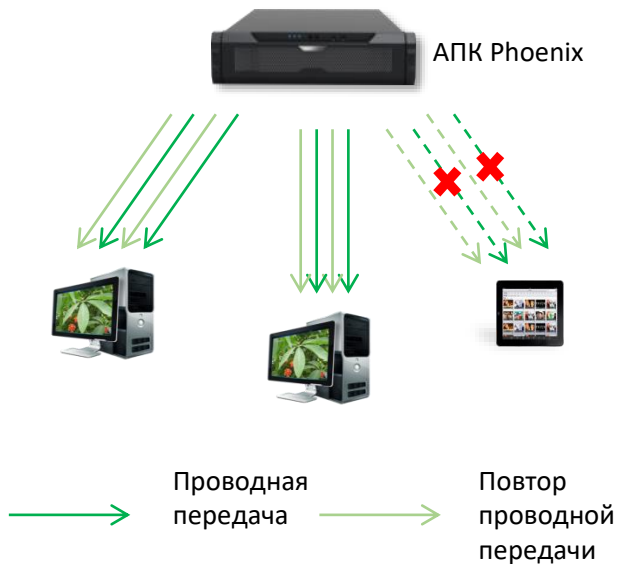 АПК Phoenix
Проводная
передача
Повтор
проводной
передачи